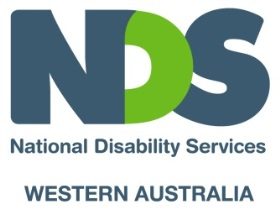 NDS
National Disability Services
WESTERN AUSTRALIA